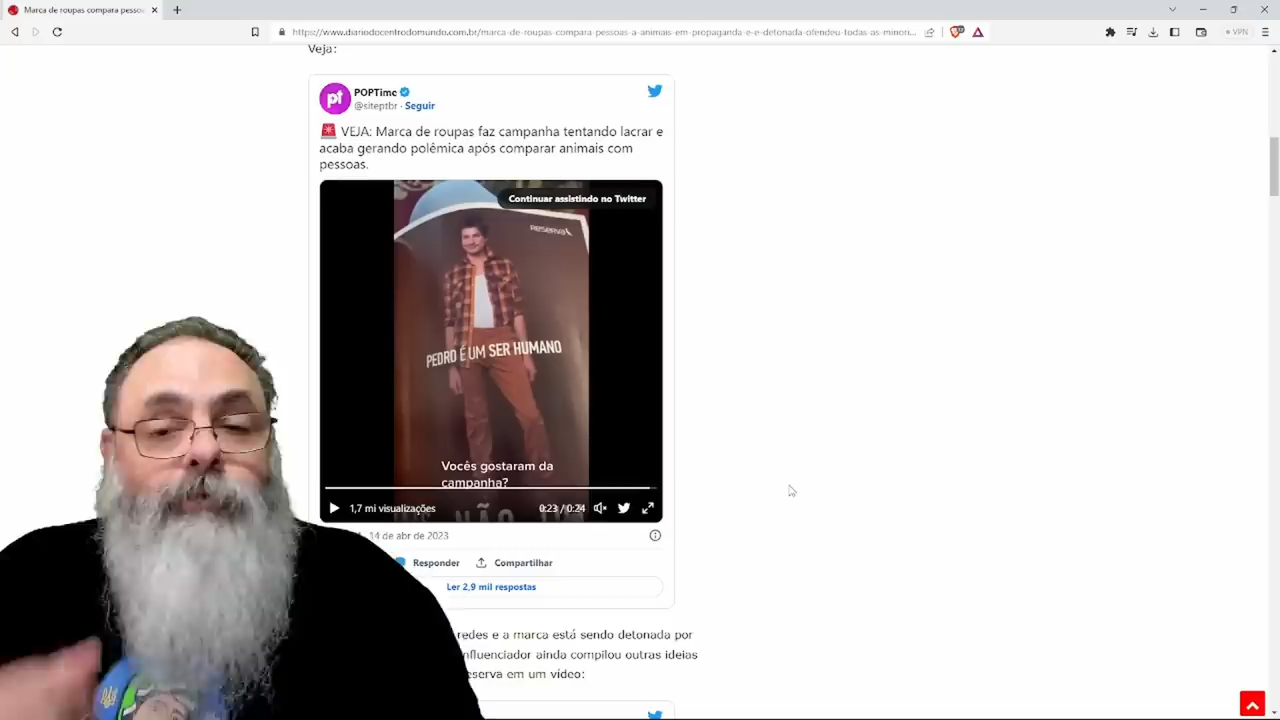 Marca de roupas compara pesso
https://www.diariodocentrodomundo.com.br/marca-de-roupas-compara-pessoas-a-animais-em-propaganda-e-e-detonada-ofendeu-todas-as-minori...
VPN
Veja:
POPTime
@siteptbr · Seguir
🚨 VEJA: Marca de roupas faz campanha tentando lacrar e
acaba gerando polêmica após comparar animais com
pessoas.
Continuar assistindo no Twitter
Reserva
PEDRO É UM SER HUMANO
Vocês gostaram da
campanha?
1,7 mi visualizações
0:23 / 0:24
14 de abr de 2023
Responder
Compartilhar
Ler 2,9 mil respostas
redes e a marca está sendo detonada por
nfluenciador ainda compilou outras ideias
eserva em um vídeo: